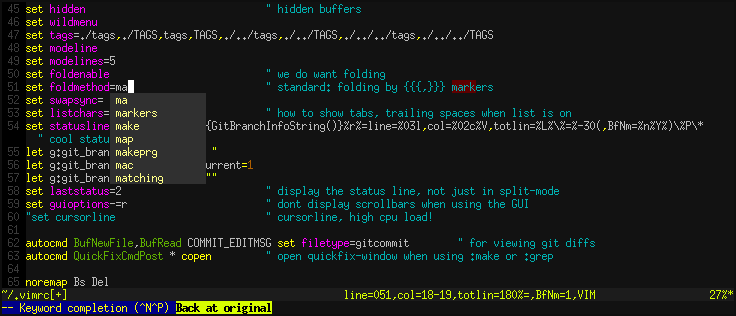 45 set hidden " hidden buffers
46 set wildmenu
47 set tags=./tags,./TAGS,tags,TAGS,./../tags,./../TAGS,./../../tags,./../../TAGS
48 set modeline
49 set modelines=5
50 set foldenable " we do want folding
51 set foldmethod=ma " standard: folding by {{{,}}} markers
52 set swapsync= ma
53 set listchars= markers " how to show tabs, trailing spaces when list is on
54 set statusline make {GitBranchInfoString()}%r%=line=%03l,col=%02c%V,totlin=%L%\%=%-30(,BfNm=%n%Y%)\%P\*
" cool statu map
55 let g:git_bran makeprg "
56 let g:git_bran mac urrent=1
57 let g:git_bran matching ""
58 set laststatus=2 " display the status line, not just in split-mode
59 set guioptions-=r " dont display scrollbars when using the GUI
60 "set cursorline " cursorline, high cpu load!
61
62 autocmd BufNewFile,BufRead COMMIT_EDITMSG set filetype=gitcommit " for viewing git diffs
63 autocmd QuickFixCmdPost * copen " open quickfix-window when using :make or :grep
64
65 noremap Bs Del
~/.vimrc[+] line=051,col=18-19,totlin=180%=,BfNm=1,VIM 27%*
-- Keyword completion (^N^P) Back at original